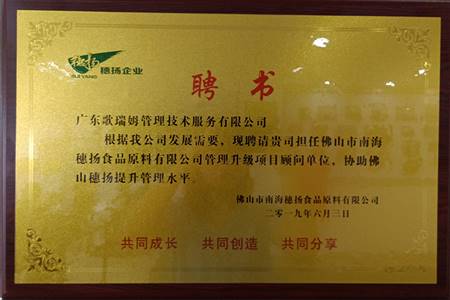 穗扬
SUIYANG
穗扬企业
聘书
广东歌瑞姆管理技术服务有限公司
根据我公司发展需要，现聘请贵司担任佛山市南海
穗扬食品原料有限公司管理升级项目顾问单位，协助佛
山穗扬提升管理水平。
佛山市南海穗扬食品原料有限公司
二零一九年六月三日
共同成长 共同创造 共同分享